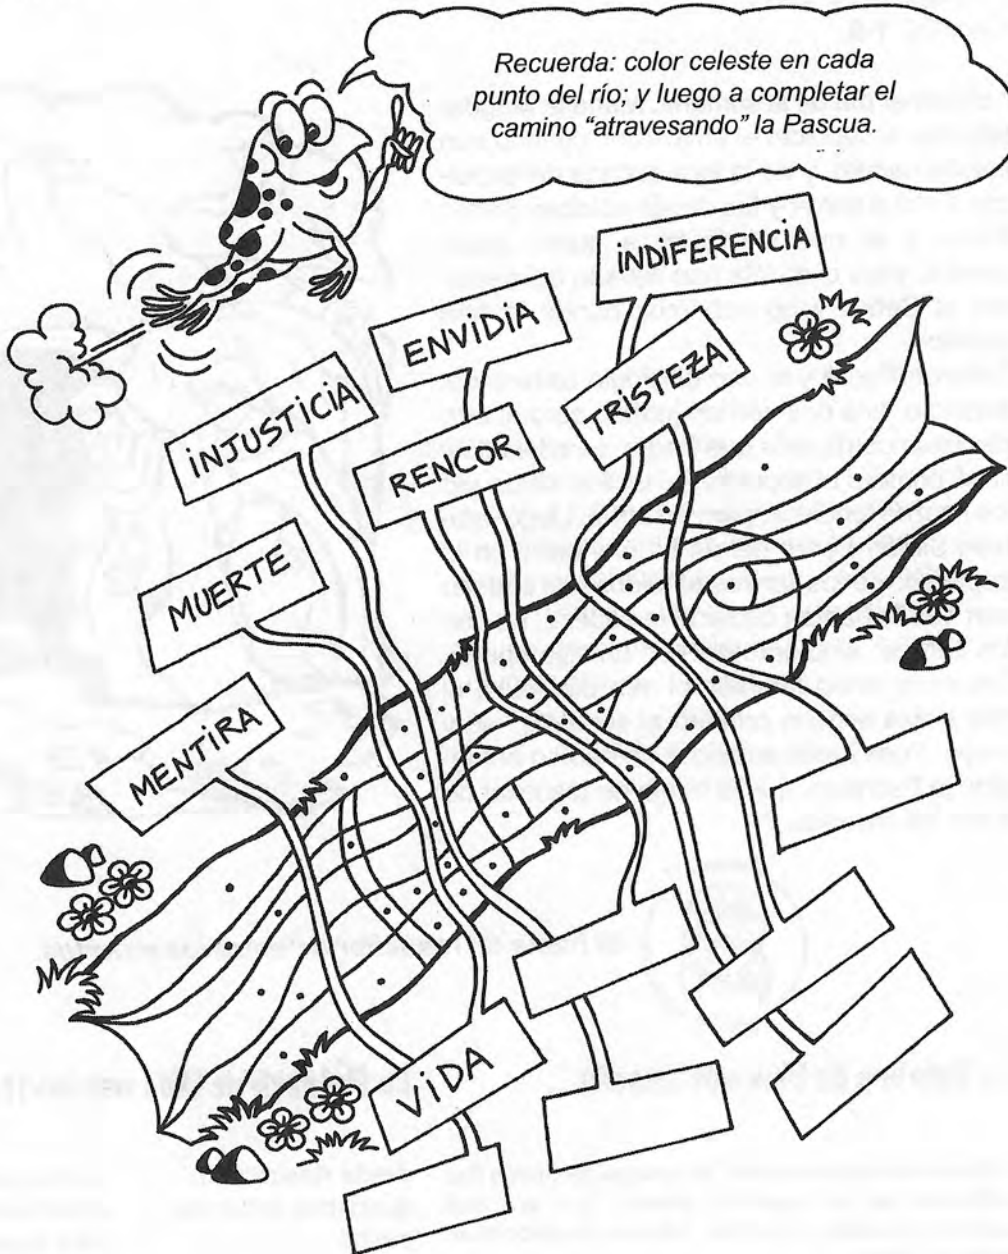 Recuerda: color celeste en cada
punto del río; y luego a completar el
camino "atravesando" la Pascua.
INDIFERENCIA
ENVIDIA
TRISTEZA
INJUSTICIA
RENCOR
MUERTE
MENTIRA
VIDA